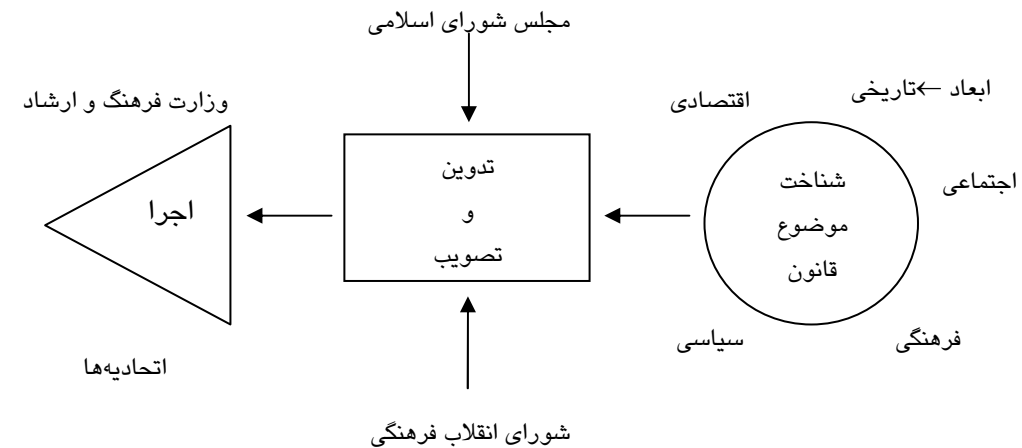 مجلس شورای اسلامی
ابعاد ←تاریخی
اقتصادی
وزارت فرهنگ و ارشاد
اجتماعی
شناخت
موضوع
قانون
تدوین
و
تصویب
اجرا
فرهنگی
سیاسی
اتحادیه‌ها
شورای انقلاب فرهنگی